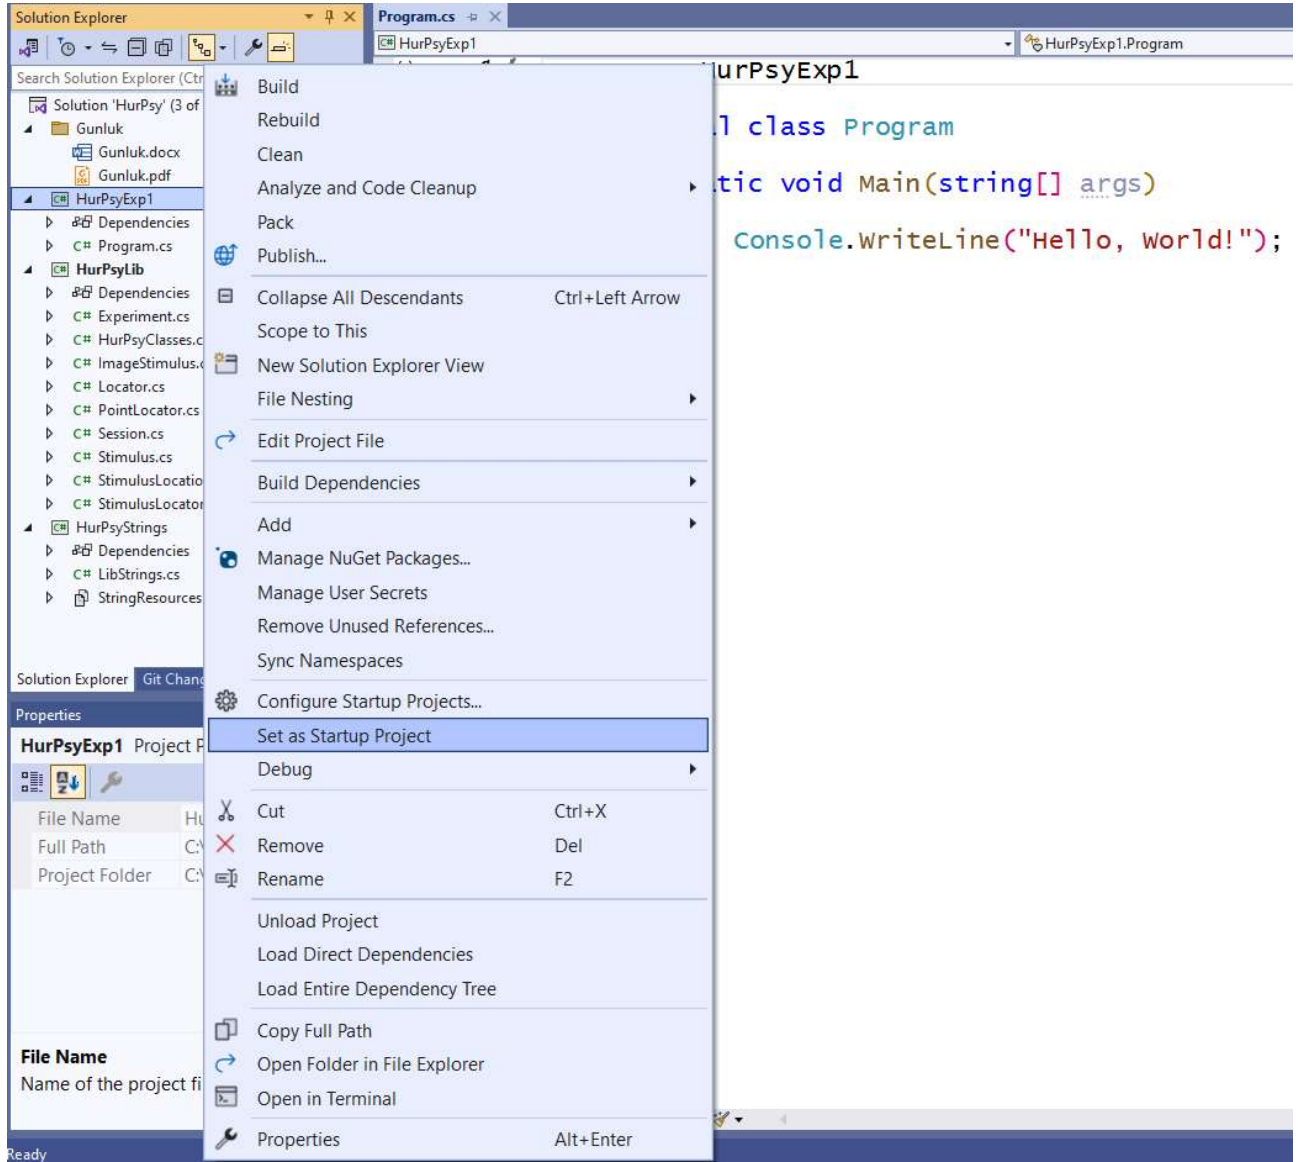 Solution Explorer
Program.cs
HurPsyExp1
HurPsyExp1.Program
Search Solution Explorer (Ctr
Solution 'HurPsy' (3 of
Gunluk
Gunluk.docx
Gunluk.pdf
HurPsyExp1
Dependencies
C# Program.cs
HurPsyLib
Dependencies
C# Experiment.cs
C# HurPsyClasses.c
C# ImageStimulus.
C# Locator.cs
C# PointLocator.cs
C# Session.cs
C# Stimulus.cs
C# StimulusLocatio
C# StimulusLocator
HurPsyStrings
Dependencies
C# LibStrings.cs
StringResources
Solution Explorer
Git Chang
Properties
HurPsyExp1 Project P
File Name Hu
Full Path C:\
Project Folder C:\
File Name
Name of the project fi
Ready
Build
Rebuild
Clean
Analyze and Code Cleanup
Pack
Publish...
Collapse All Descendants Ctrl+Left Arrow
Scope to This
New Solution Explorer View
File Nesting
Edit Project File
Build Dependencies
Add
Manage NuGet Packages...
Manage User Secrets
Remove Unused References...
Sync Namespaces
Configure Startup Projects...
Set as Startup Project
Debug
Cut Ctrl+X
Remove Del
Rename F2
Unload Project
Load Direct Dependencies
Load Entire Dependency Tree
Copy Full Path
Open Folder in File Explorer
Open in Terminal
Properties Alt+Enter
HurPsyExp1
l class Program
tic void Main(string[] args)
Console.WriteLine("Hello, World!");